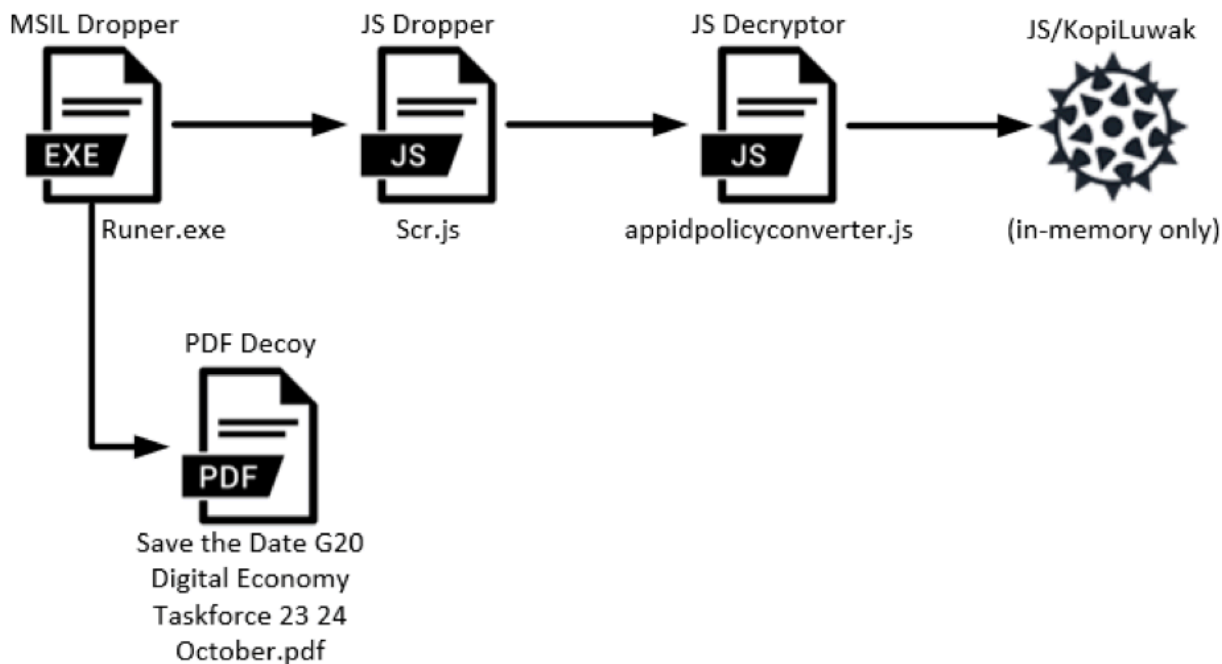 MSIL Dropper
JS Dropper
JS Decryptor
JS/KopiLuwak
EXE
JS
JS
Runer.exe
Scr.js
appidpolicyconverter.js
(in-memory only)
PDF Decoy
PDF
Save the Date G20
Digital Economy
Taskforce 23 24
October.pdf